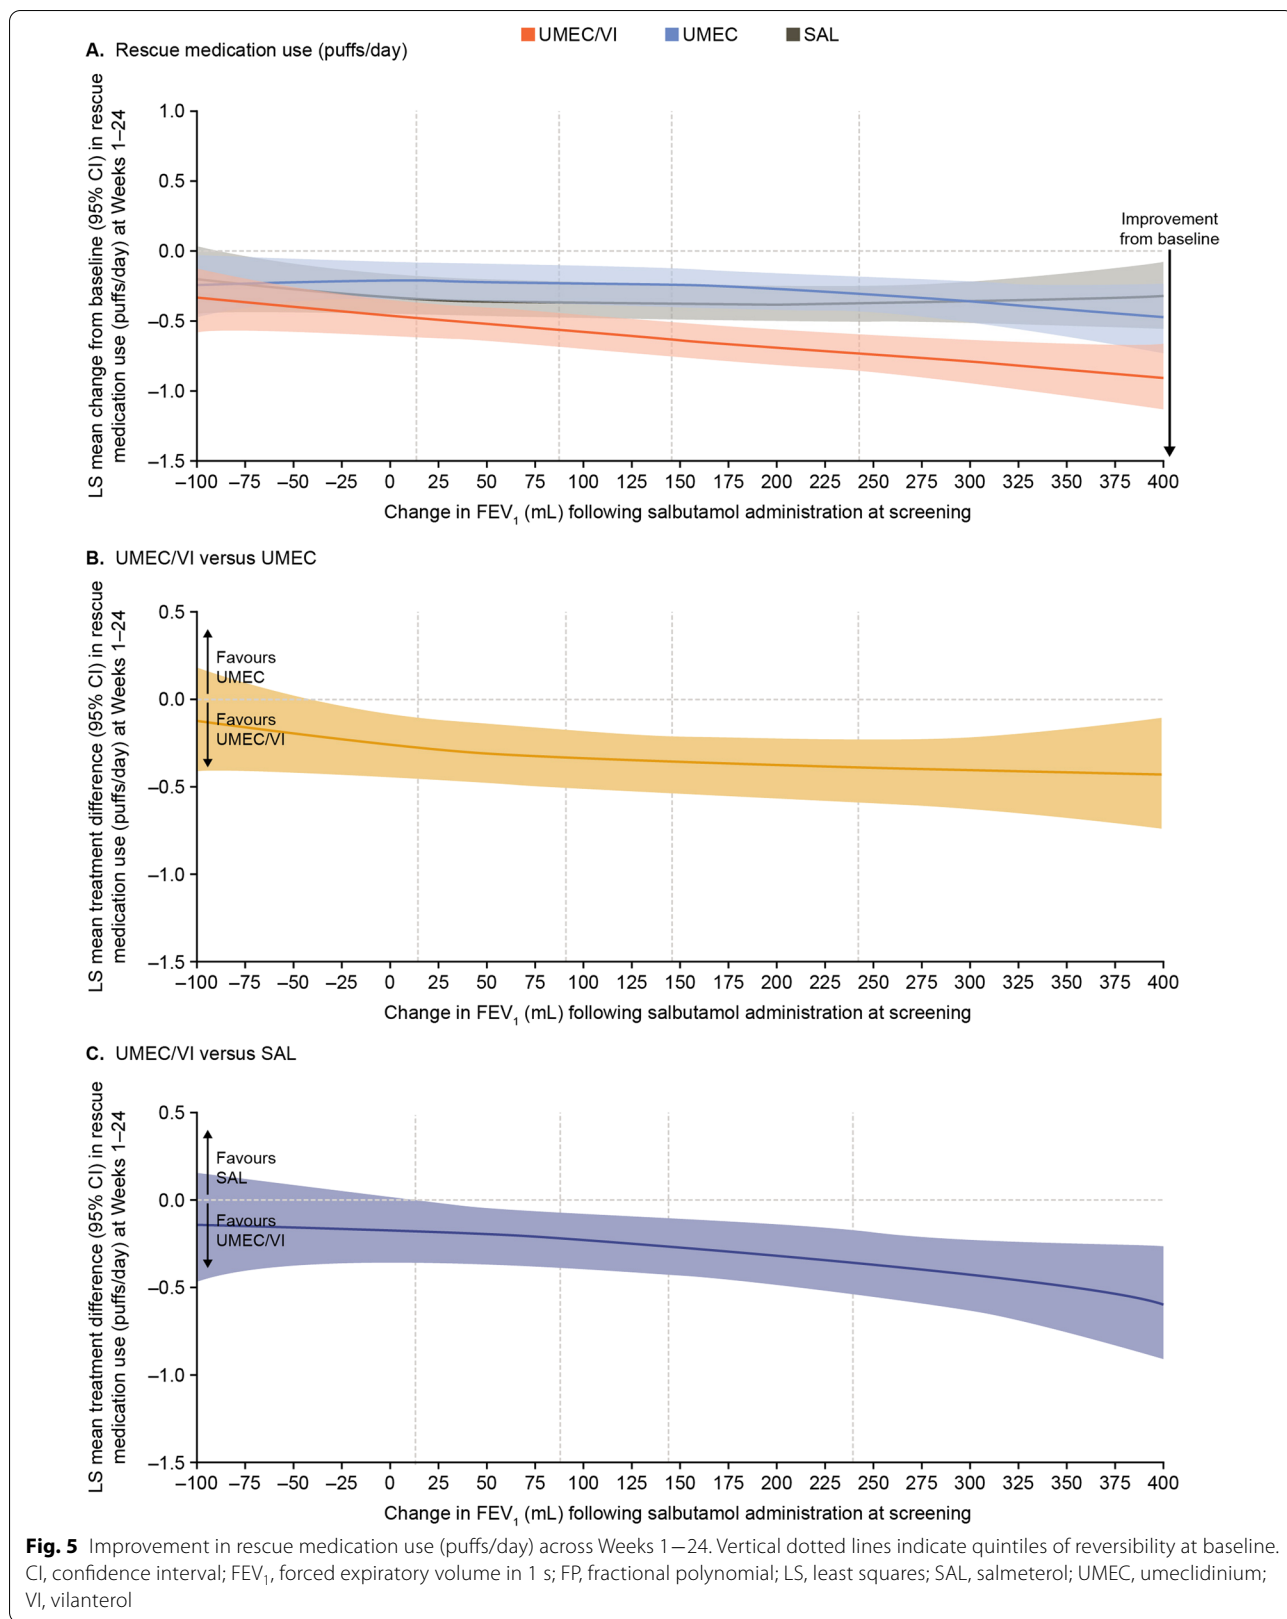 UMEC/VI UMEC SAL
A. Rescue medication use (puffs/day)
LS mean change from baseline (95% CI) in rescue
medication use (puffs/day) at Weeks 1–24
1.0
0.5
0.0
–0.5
–1.0
–1.5
Improvement
from baseline
–100 –75 –50 –25 0 25 50 75 100 125 150 175 200 225 250 275 300 325 350 375 400
Change in FEV1 (mL) following salbutamol administration at screening
B. UMEC/VI versus UMEC
LS mean treatment difference (95% CI) in rescue
medication use (puffs/day) at Weeks 1–24
0.5
0.0
–0.5
–1.0
–1.5
Favours
UMEC
Favours
UMEC/VI
–100 –75 –50 –25 0 25 50 75 100 125 150 175 200 225 250 275 300 325 350 375 400
Change in FEV1 (mL) following salbutamol administration at screening
C. UMEC/VI versus SAL
LS mean treatment difference (95% CI) in rescue
medication use (puffs/day) at Weeks 1–24
0.5
0.0
–0.5
–1.0
–1.5
Favours
SAL
Favours
UMEC/VI
–100 –75 –50 –25 0 25 50 75 100 125 150 175 200 225 250 275 300 325 350 375 400
Change in FEV1 (mL) following salbutamol administration at screening
Fig. 5 Improvement in rescue medication use (puffs/day) across Weeks 1—24. Vertical dotted lines indicate quintiles of reversibility at baseline.
CI, confidence interval; FEV1, forced expiratory volume in 1 s; FP, fractional polynomial; LS, least squares; SAL, salmeterol; UMEC, umeclidinium;
VI, vilanterol